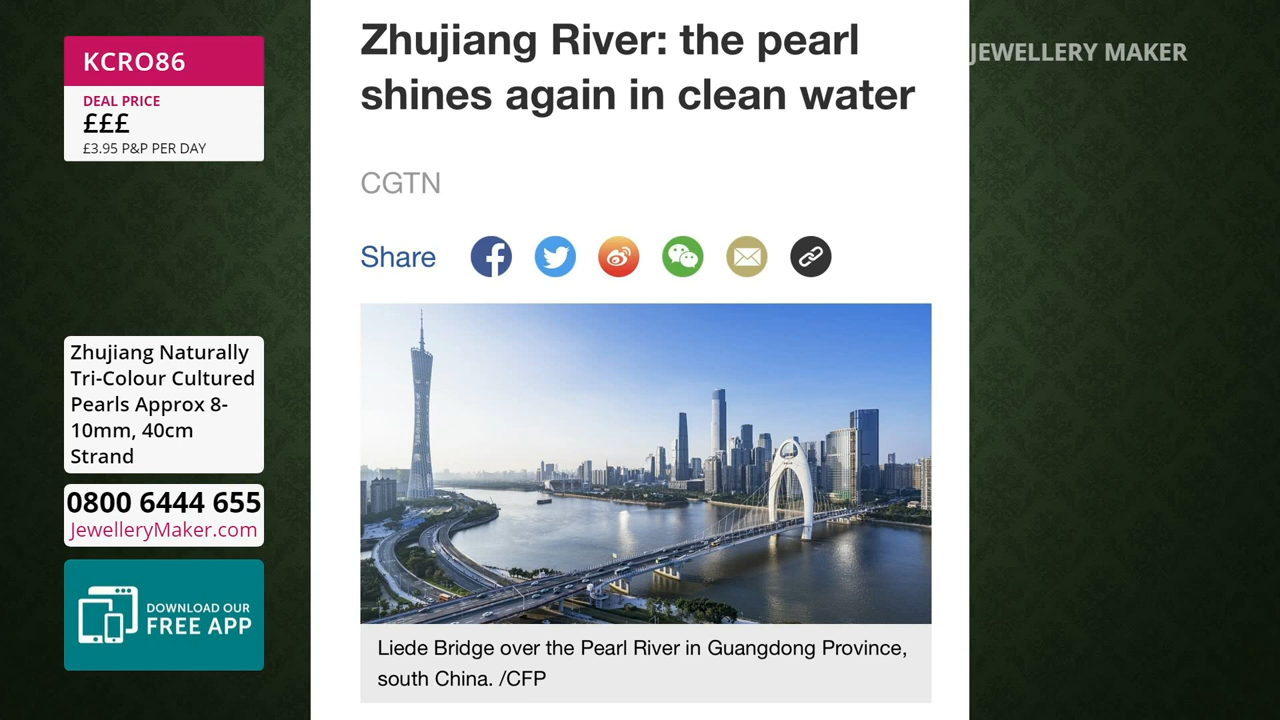 KCRO86
DEAL PRICE
£££
£3.95 P&P PER DAY
Zhujiang Naturally
Tri-Colour Cultured
Pearls Approx 8-
10mm, 40cm
Strand
0800 6444 655
JewelleryMaker.com
DOWNLOAD OUR
FREE APP
Zhujiang River: the pearl
shines again in clean water
CGTN
Share
Liede Bridge over the Pearl River in Guangdong Province,
south China. /CFP
JEWELLERY MAKER